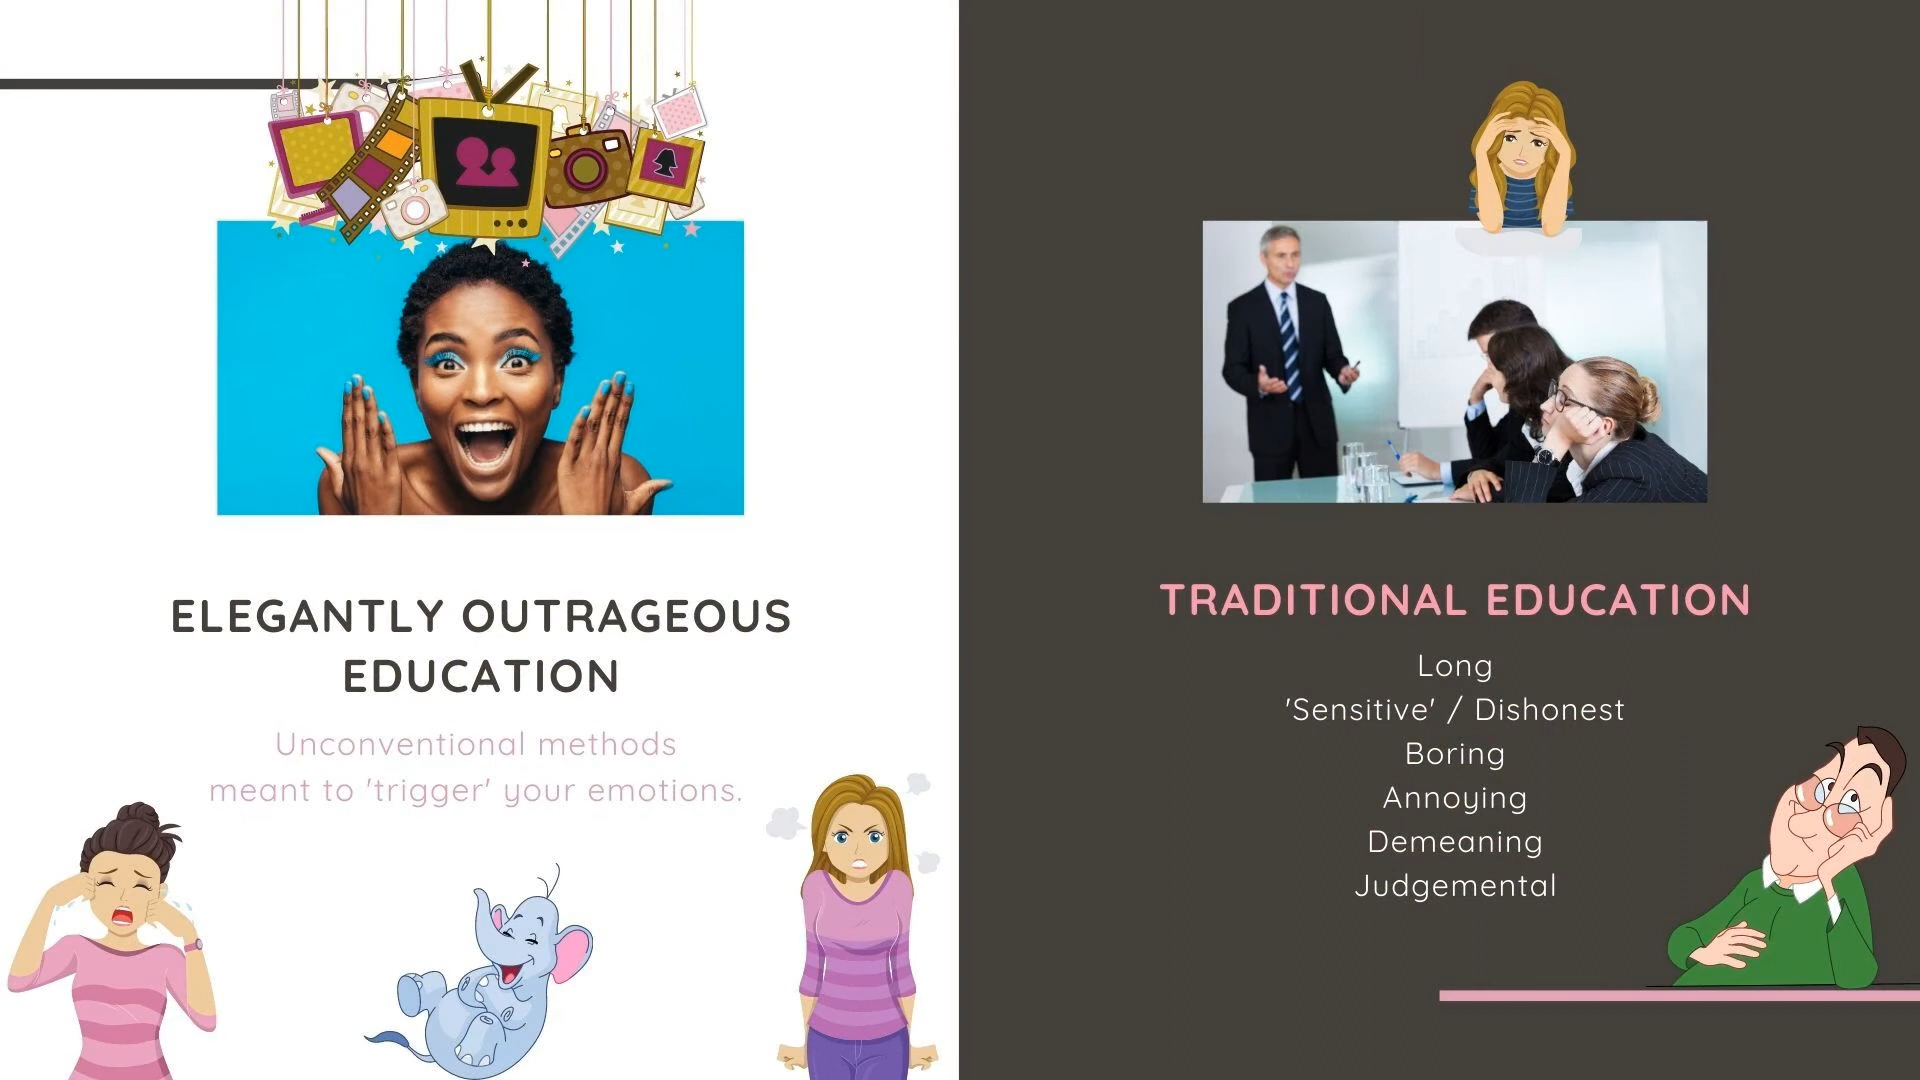 ELEGANTLY OUTRAGEOUS
EDUCATION
Unconventional methods
meant to 'trigger' your emotions.
TRADITIONAL EDUCATION
Long
'Sensitive' / Dishonest
Boring
Annoying
Demeaning
Judgemental